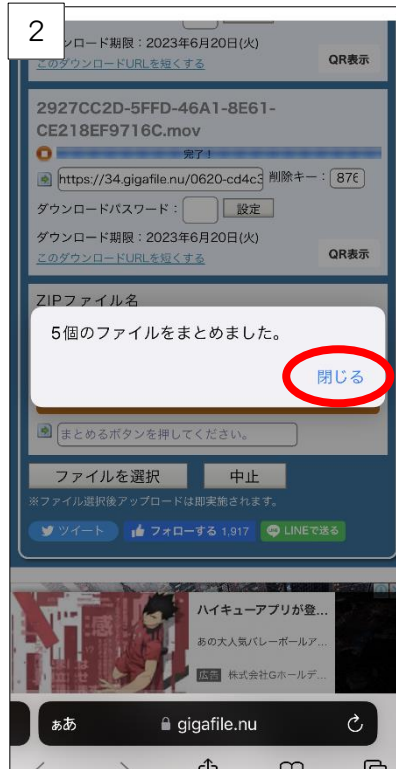 2
ンロード期限：2023年6月20日(火)
このダウンロードURLを短くする
QR表示
2927CC2D-5FFD-46A1-8E61-
CE218EF9716C.mov
完了！
https://34.gigafile.nu/0620-cd4c3 削除キー： 876
ダウンロードパスワード： 設定
ダウンロード期限：2023年6月20日(火)
このダウンロードURLを短くする
QR表示
ZIPファイル名
5個のファイルをまとめました。
閉じる
まとめるボタンを押してください。
ファイルを選択 中止
※ファイル選択後アップロードは即実施されます。
ツイート フォローする 1,917 LINEで送る
ハイキューアプリが登...
あの大人気バレーボールア...
広告 株式会社Gホールデ...
ぁあ gigafile.nu